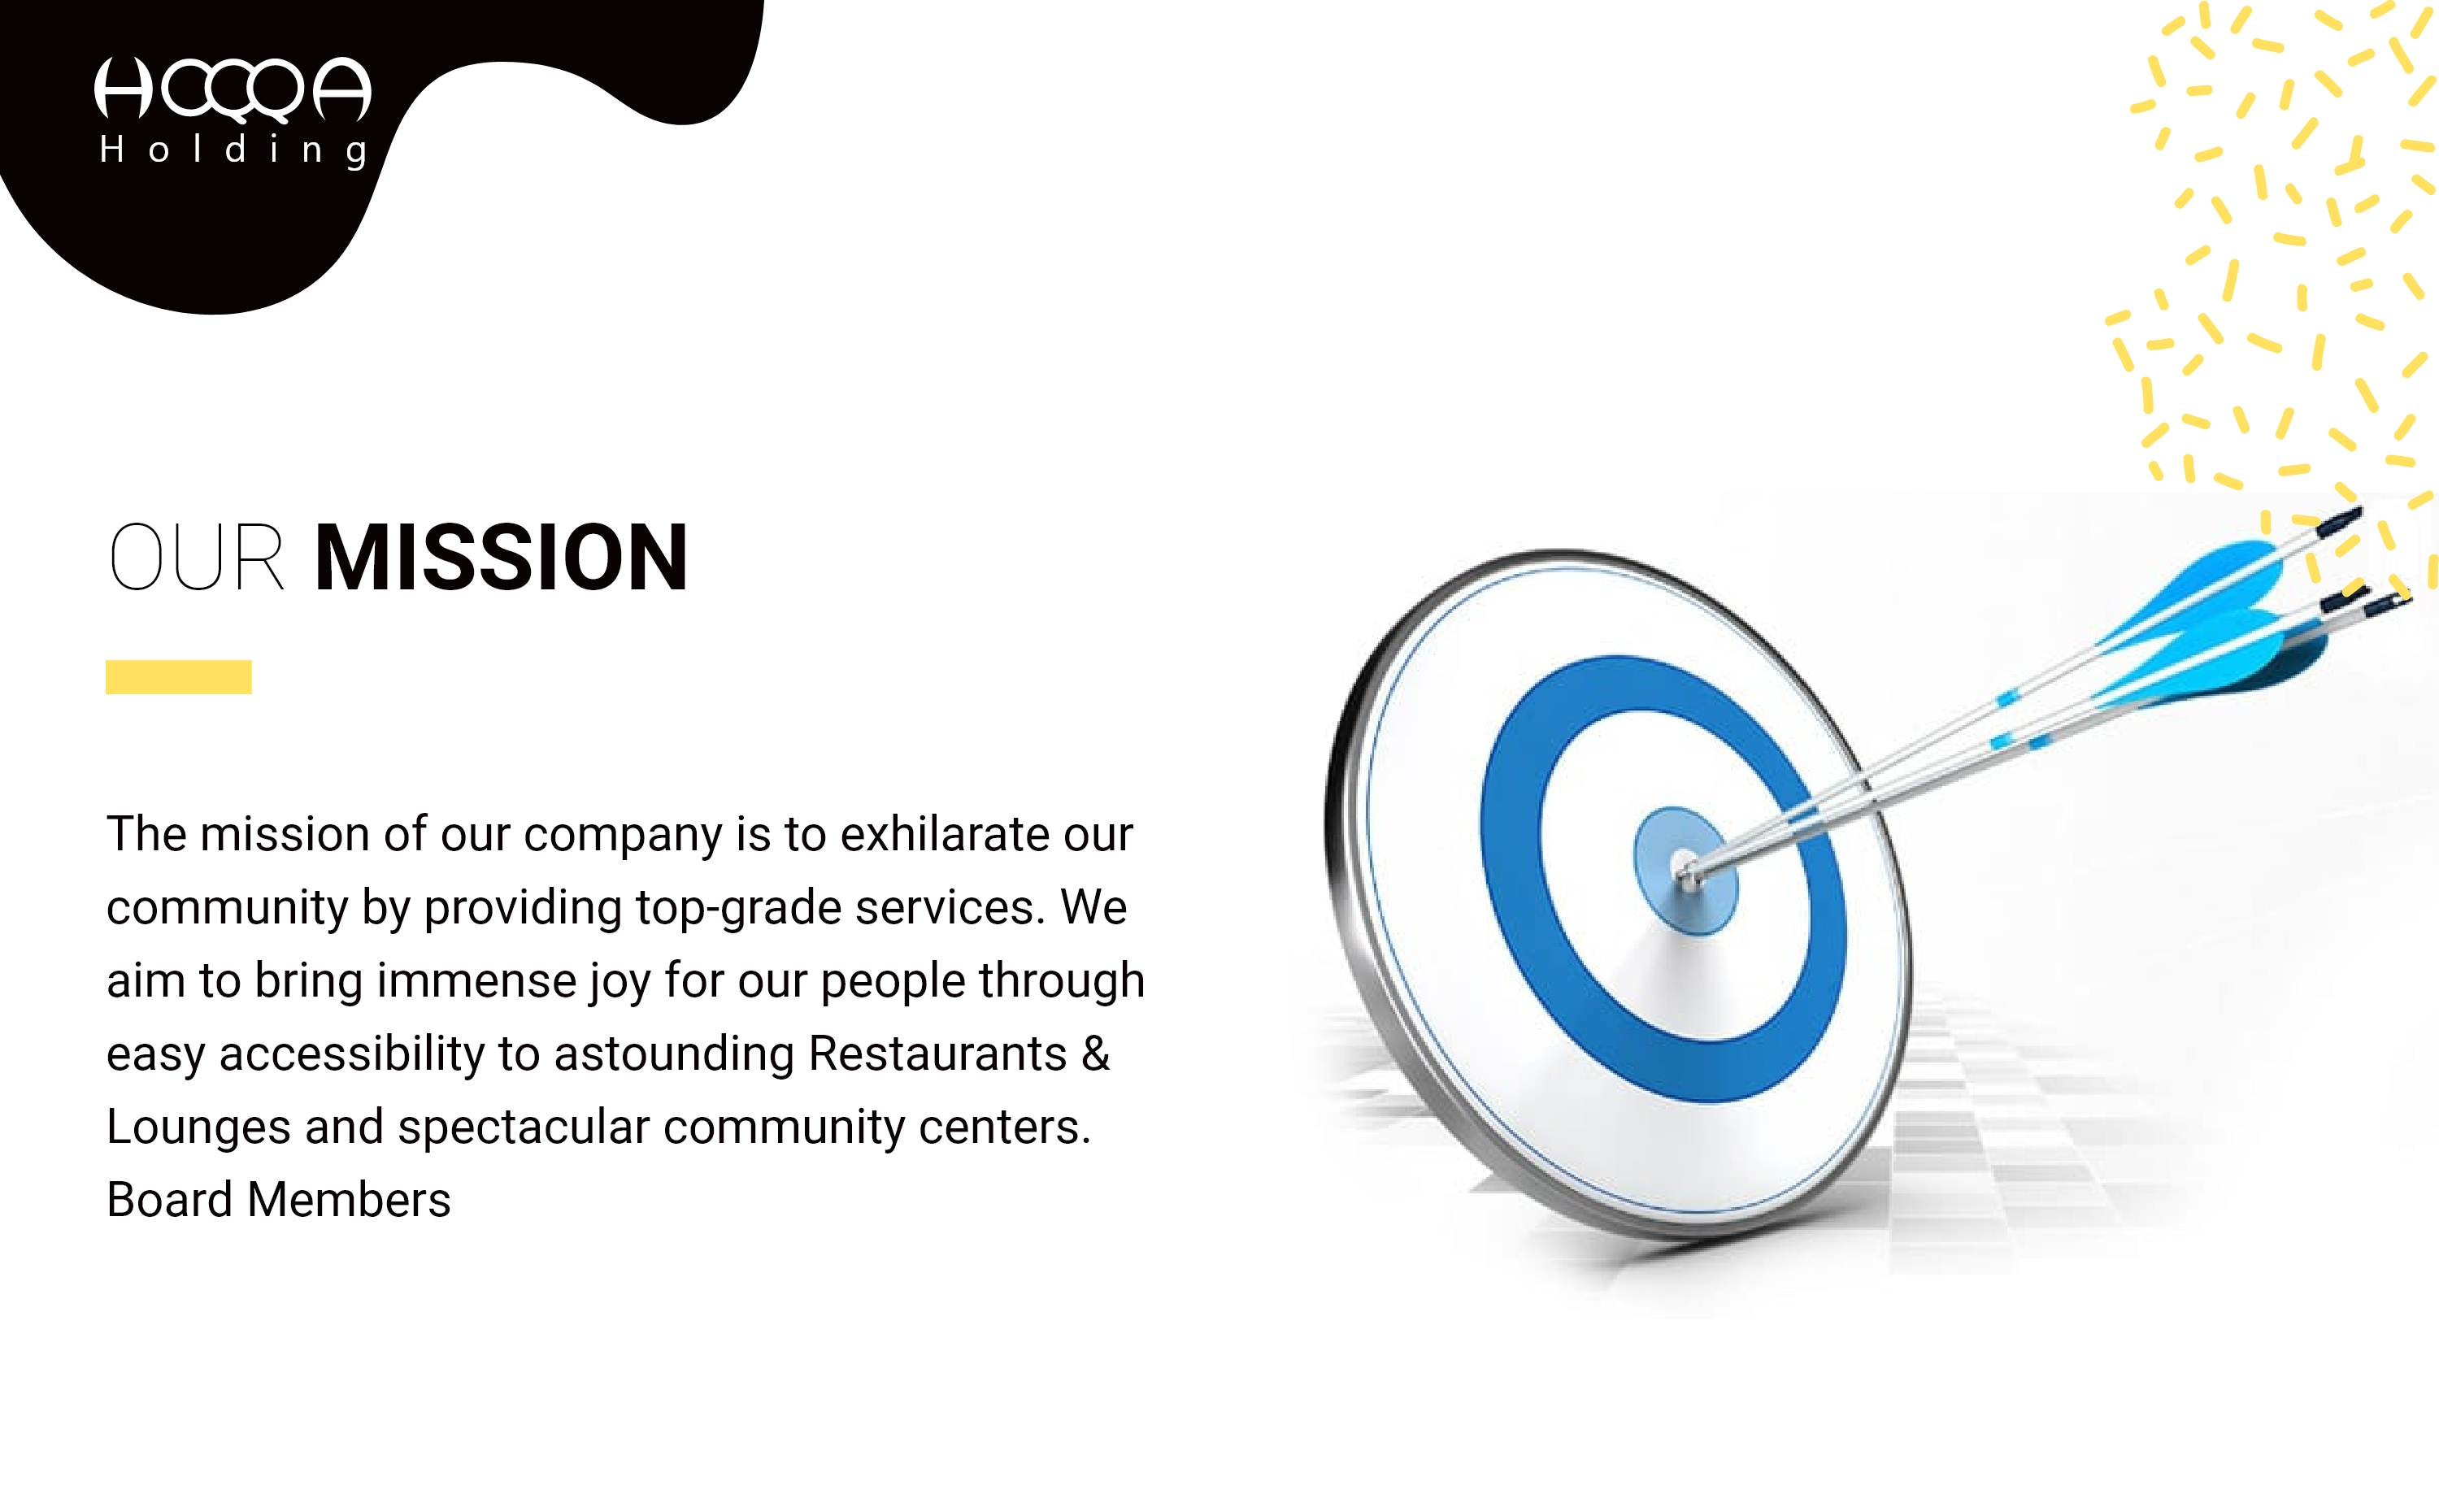 HOQQA
Holding
OUR MISSION
The mission of our company is to exhilarate our
community by providing top-grade services. We
aim to bring immense joy for our people through
easy accessibility to astounding Restaurants &
Lounges and spectacular community centers.
Board Members